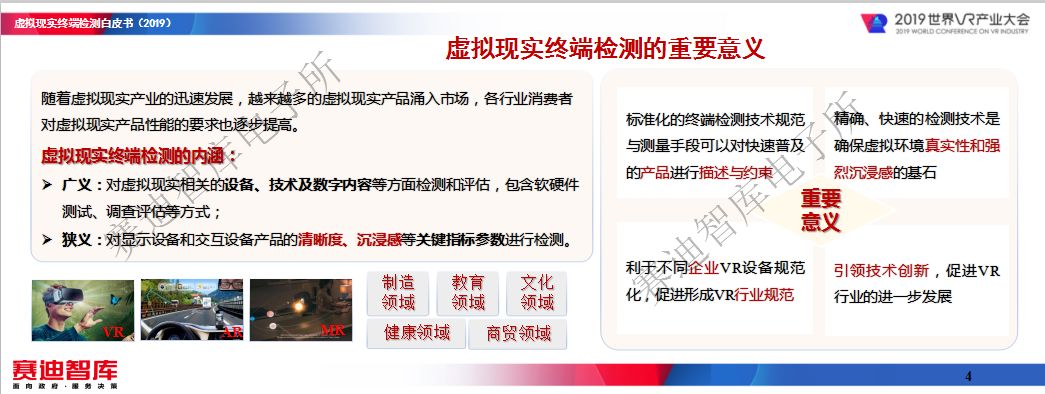 虚拟现实终端检测白皮书（2019）
2019世界VR产业大会
2019 WORLD CONFERENCE ON VR INDUSTRY
虚拟现实终端检测的重要意义
随着虚拟现实产业的迅速发展，越来越多的虚拟现实产品涌入市场，各行业消费者
对虚拟现实产品性能的要求也逐步提高。
虚拟现实终端检测的内涵：
➢ 广义：对虚拟现实相关的设备、技术及数字内容等方面检测和评估，包含软硬件
测试、调查评估等方式；
➢ 狭义：对显示设备和交互设备产品的清晰度、沉浸感等关键指标参数进行检测。
VR
AR
MR
制造
领域
教育
领域
文化
领域
健康领域
商贸领域
标准化的终端检测技术规范
与测量手段可以对快速普及
的产品进行描述与约束
精确、快速的检测技术是
确保虚拟环境真实性和强
烈沉浸感的基石
重要
意义
利于不同企业VR设备规范
化，促进形成VR行业规范
引领技术创新，促进VR
行业的进一步发展
赛迪智库电子所
赛迪智库电子所
赛迪智库
面向政府·服务决策
4